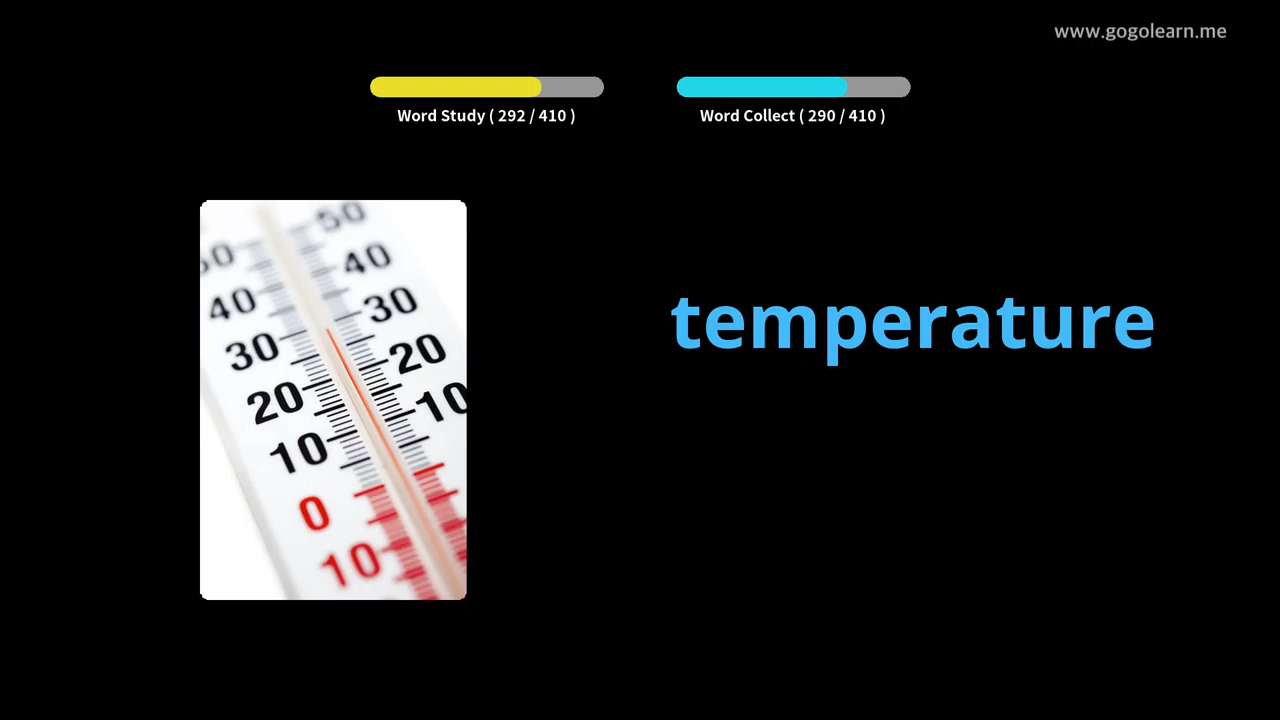 www.gogolearn.me
Word Study ( 292 / 410 )
Word Collect ( 290 / 410 )
temperature
50
40 40
30 30
20 20
10 10
0
10